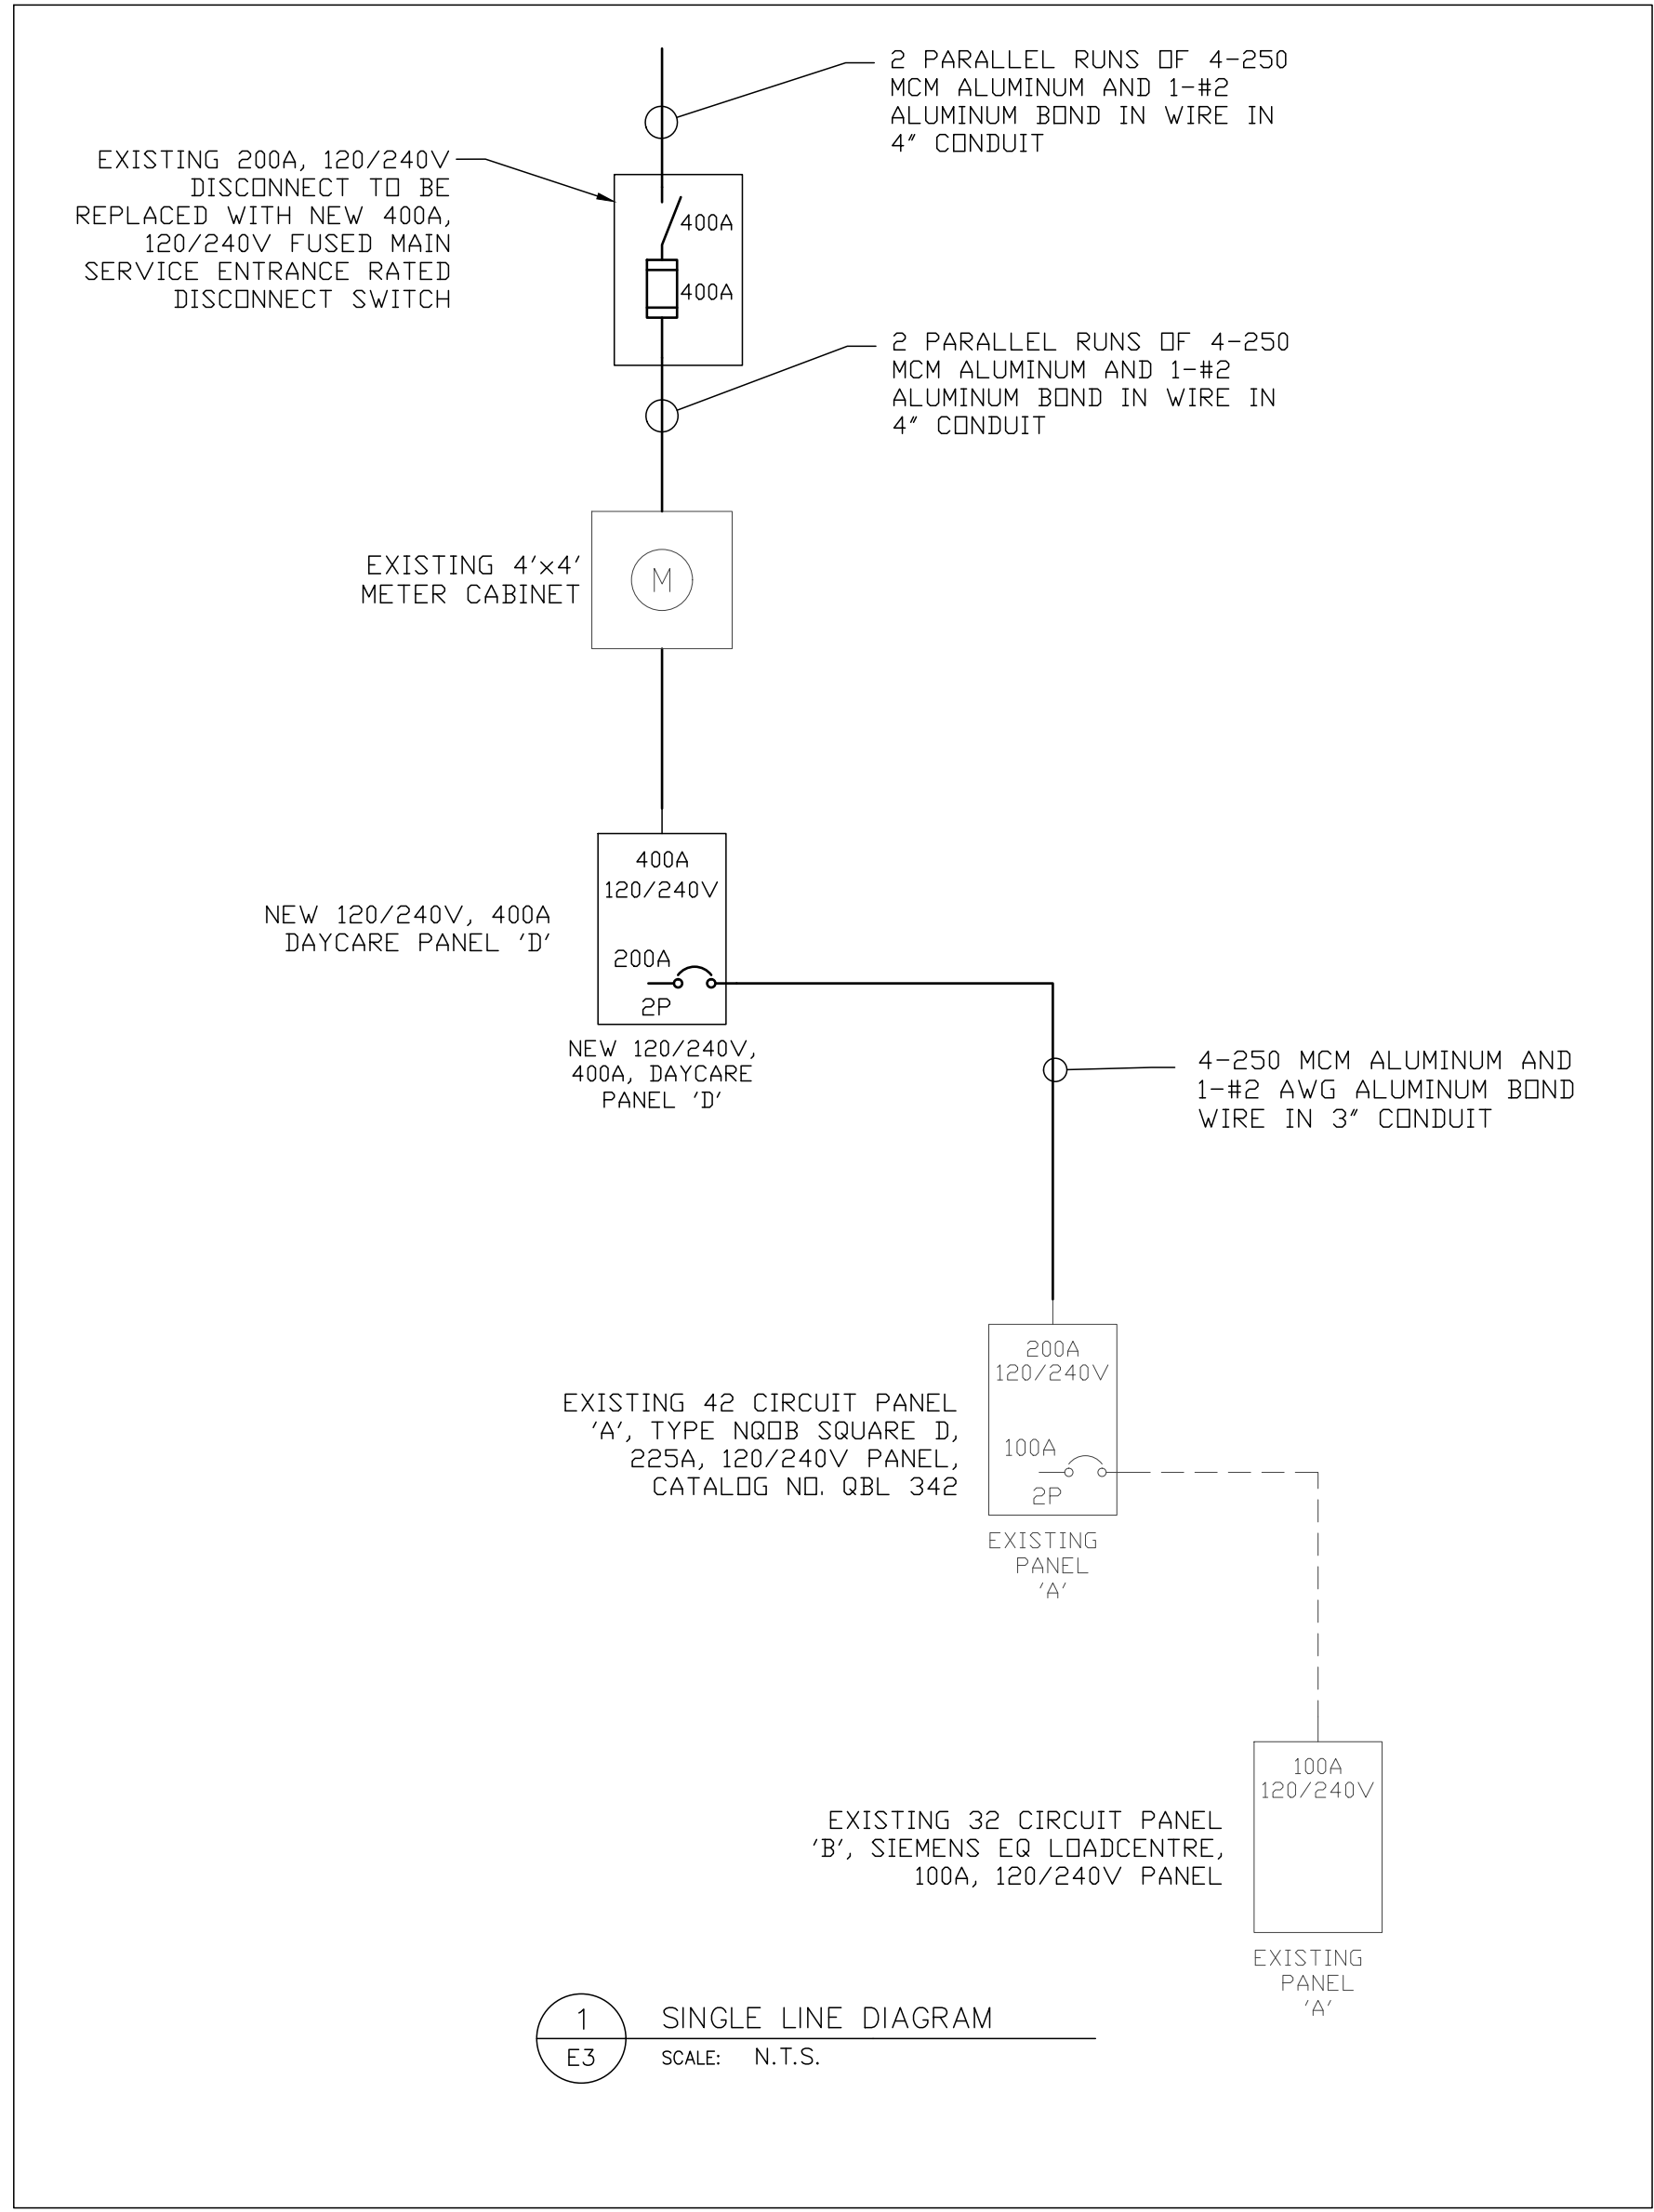 2 PARALLEL RUNS OF 4-250
MCM ALUMINUM AND 1-#2
ALUMINUM BOND IN WIRE IN
4" CONDUIT
EXISTING 200A, 120/240V
DISCONNECT TO BE
REPLACED WITH NEW 400A,
120/240V FUSED MAIN
SERVICE ENTRANCE RATED
DISCONNECT SWITCH
400A
400A
2 PARALLEL RUNS OF 4-250
MCM ALUMINUM AND 1-#2
ALUMINUM BOND IN WIRE IN
4" CONDUIT
EXISTING 4'x4'
METER CABINET
M
400A
120/240V
NEW 120/240V, 400A
DAYCARE PANEL 'D'
200A
2P
NEW 120/240V,
400A, DAYCARE
PANEL 'D'
4-250 MCM ALUMINUM AND
1-#2 AWG ALUMINUM BOND
WIRE IN 3" CONDUIT
200A
120/240V
EXISTING 42 CIRCUIT PANEL
'A', TYPE NQOB SQUARE D,
225A, 120/240V PANEL,
CATALOG NO. QBL 342
100A
2P
EXISTING
PANEL
'A'
100A
120/240V
EXISTING 32 CIRCUIT PANEL
'B', SIEMENS EQ LOADCENTRE,
100A, 120/240V PANEL
EXISTING
PANEL
'A'
1
E3
SINGLE LINE DIAGRAM
SCALE: N.T.S.